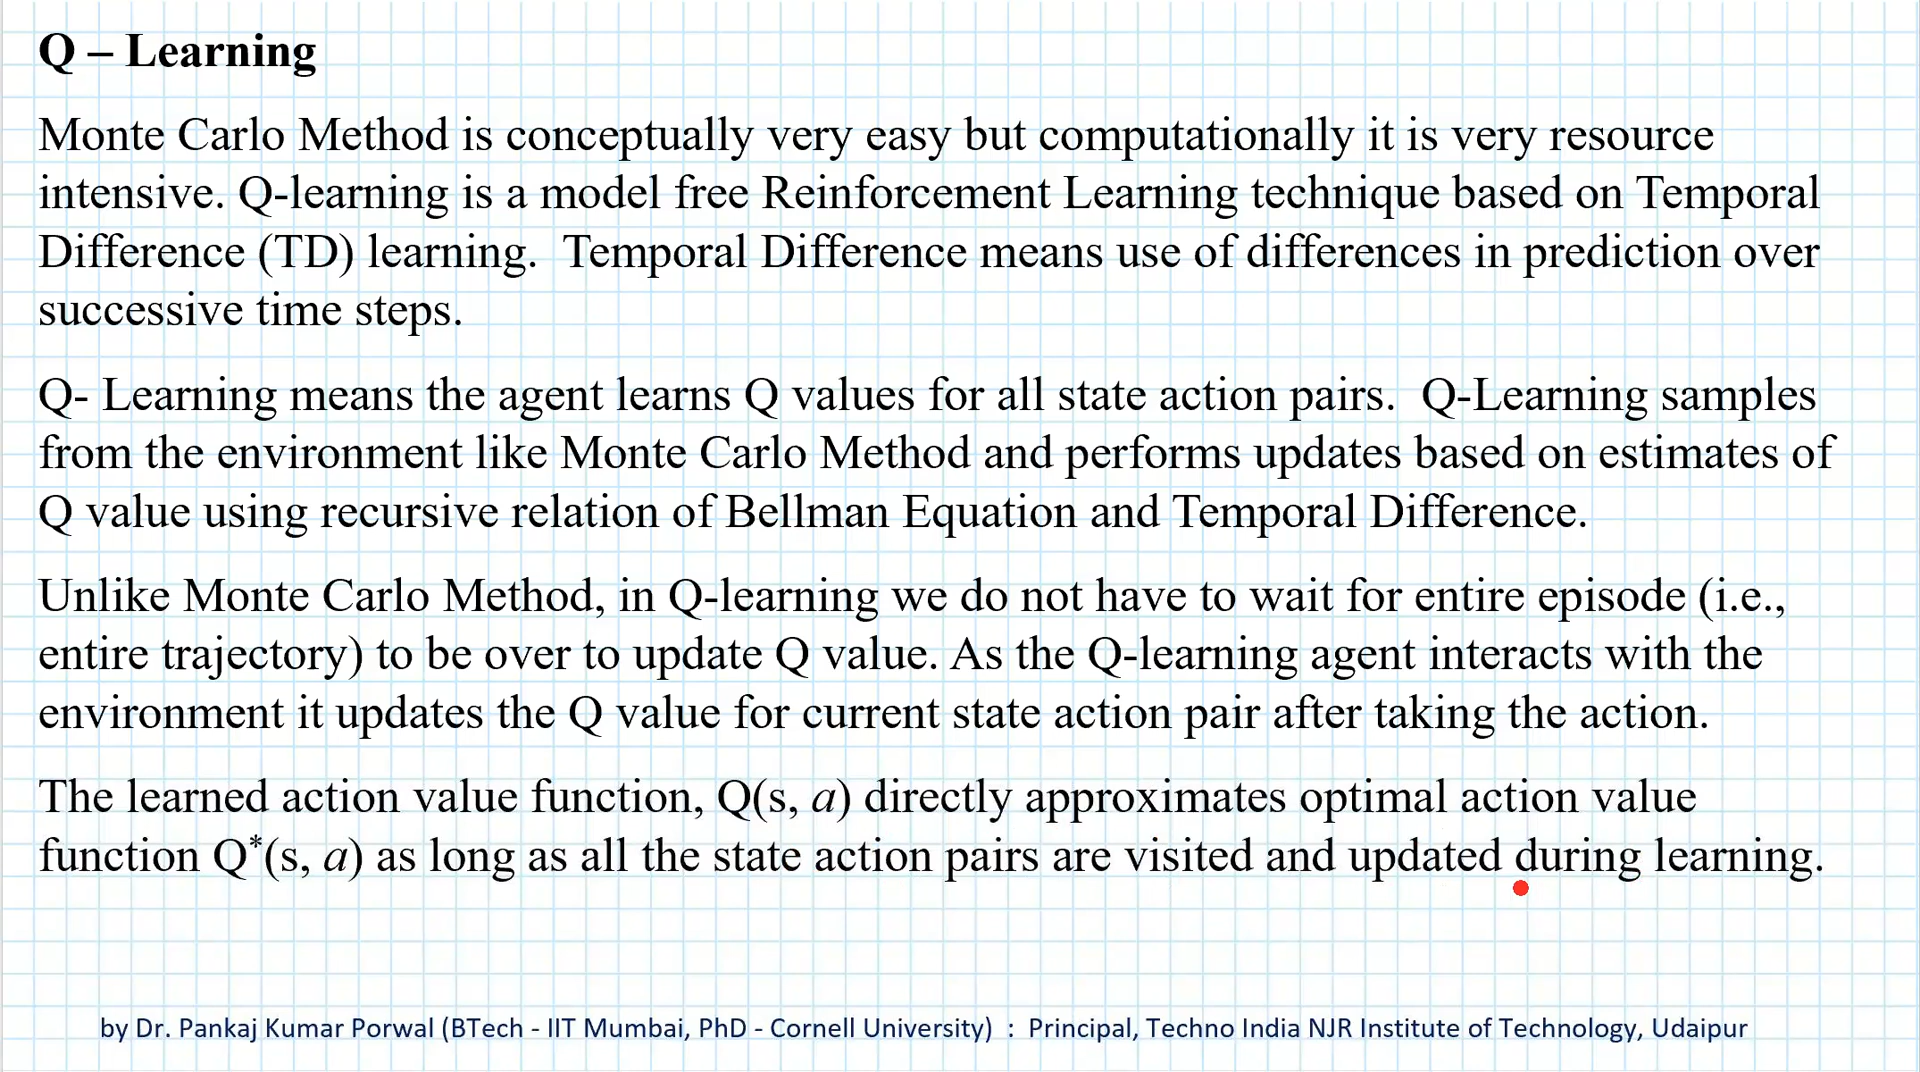 Q – Learning
Monte Carlo Method is conceptually very easy but computationally it is very resource
intensive. Q-learning is a model free Reinforcement Learning technique based on Temporal
Difference (TD) learning.  Temporal Difference means use of differences in prediction over
successive time steps.
Q- Learning means the agent learns Q values for all state action pairs.  Q-Learning samples
from the environment like Monte Carlo Method and performs updates based on estimates of
Q value using recursive relation of Bellman Equation and Temporal Difference.
Unlike Monte Carlo Method, in Q-learning we do not have to wait for entire episode (i.e.,
entire trajectory) to be over to update Q value. As the Q-learning agent interacts with the
environment it updates the Q value for current state action pair after taking the action.
The learned action value function, Q(s, a) directly approximates optimal action value
function Q*(s, a) as long as all the state action pairs are visited and updated during learning.
by Dr. Pankaj Kumar Porwal (BTech - IIT Mumbai, PhD - Cornell University)  :  Principal, Techno India NJR Institute of Technology, Udaipur